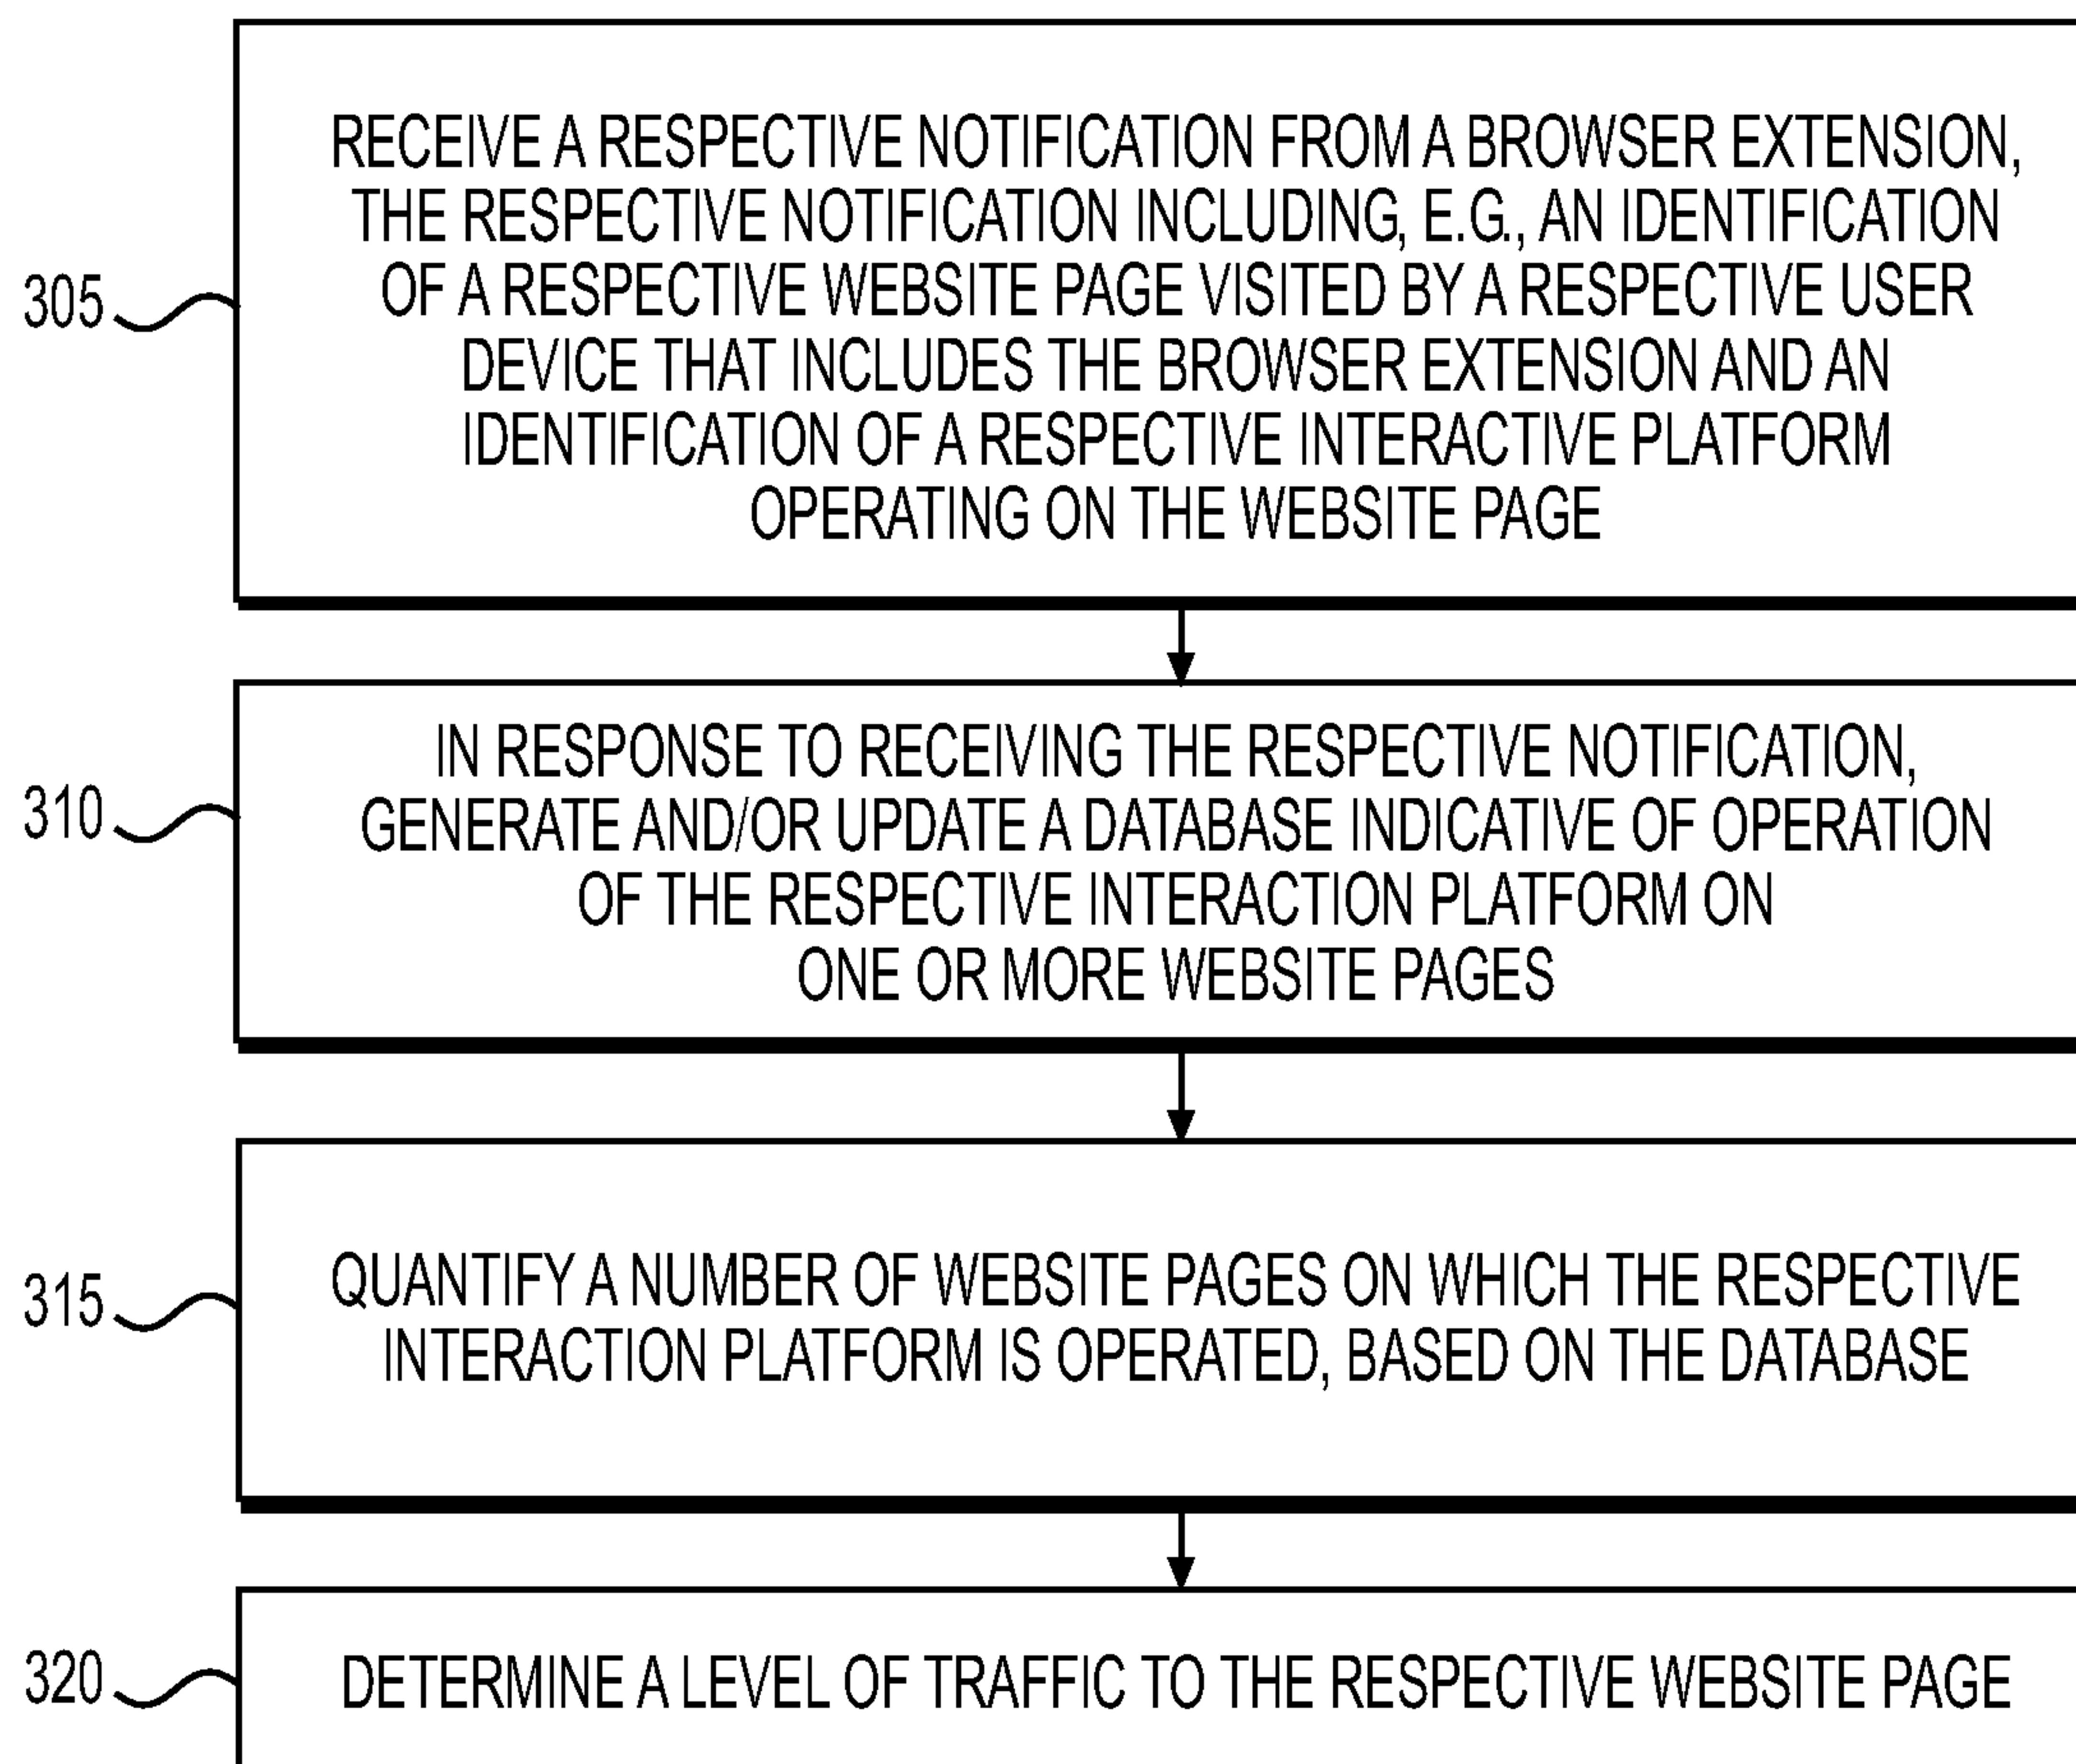 RECEIVE A RESPECTIVE NOTIFICATION FROM A BROWSER EXTENSION,
THE RESPECTIVE NOTIFICATION INCLUDING, E.G., AN IDENTIFICATION
OF A RESPECTIVE WEBSITE PAGE VISITED BY A RESPECTIVE USER
DEVICE THAT INCLUDES THE BROWSER EXTENSION AND AN
IDENTIFICATION OF A RESPECTIVE INTERACTIVE PLATFORM
OPERATING ON THE WEBSITE PAGE
305
IN RESPONSE TO RECEIVING THE RESPECTIVE NOTIFICATION,
GENERATE AND/OR UPDATE A DATABASE INDICATIVE OF OPERATION
OF THE RESPECTIVE INTERACTION PLATFORM ON
ONE OR MORE WEBSITE PAGES
310
QUANTIFY A NUMBER OF WEBSITE PAGES ON WHICH THE RESPECTIVE
INTERACTION PLATFORM IS OPERATED, BASED ON THE DATABASE
315
DETERMINE A LEVEL OF TRAFFIC TO THE RESPECTIVE WEBSITE PAGE
320